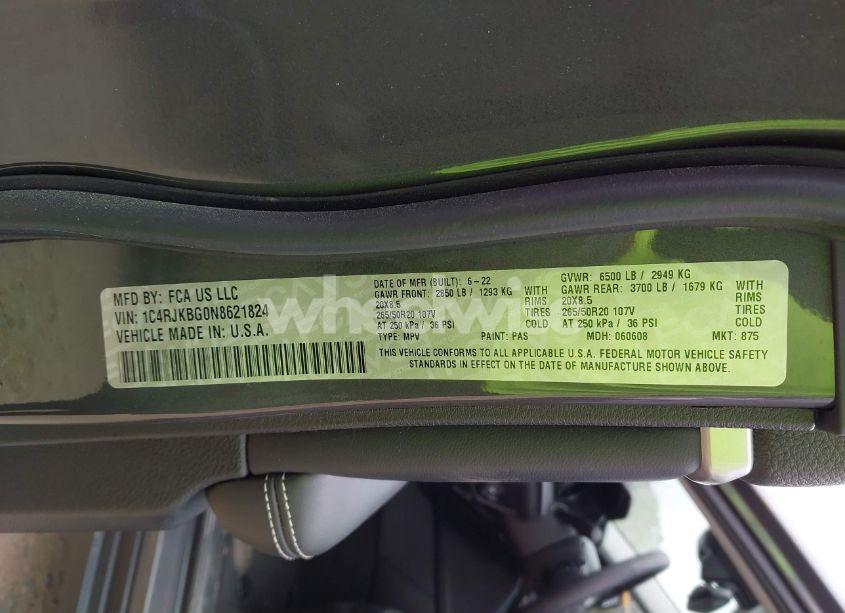 MFD BY: FCA US LLC
VIN: 1C4RJKBG0N8621824
VEHICLE MADE IN: U.S.A.
DATE OF MFR (BUILT): 6-22 GVWR: 6500 LB / 2949 KG
GAWR FRONT: 2850 LB / 1293 KG WITH GAWR REAR: 3700 LB / 1679 KG WITH
20X8.5 RIMS 20X8.5 RIMS
265/50R20 107V TIRES 265/50R20 107V TIRES
AT 250 kPa / 36 PSI COLD AT 250 kPa / 36 PSI COLD
TYPE: MPV PAINT: PAS MDH: 060608 MKT: 875
THIS VEHICLE CONFORMS TO ALL APPLICABLE U.S.A. FEDERAL MOTOR VEHICLE SAFETY
STANDARDS IN EFFECT ON THE DATE OF MANUFACTURE SHOWN ABOVE.